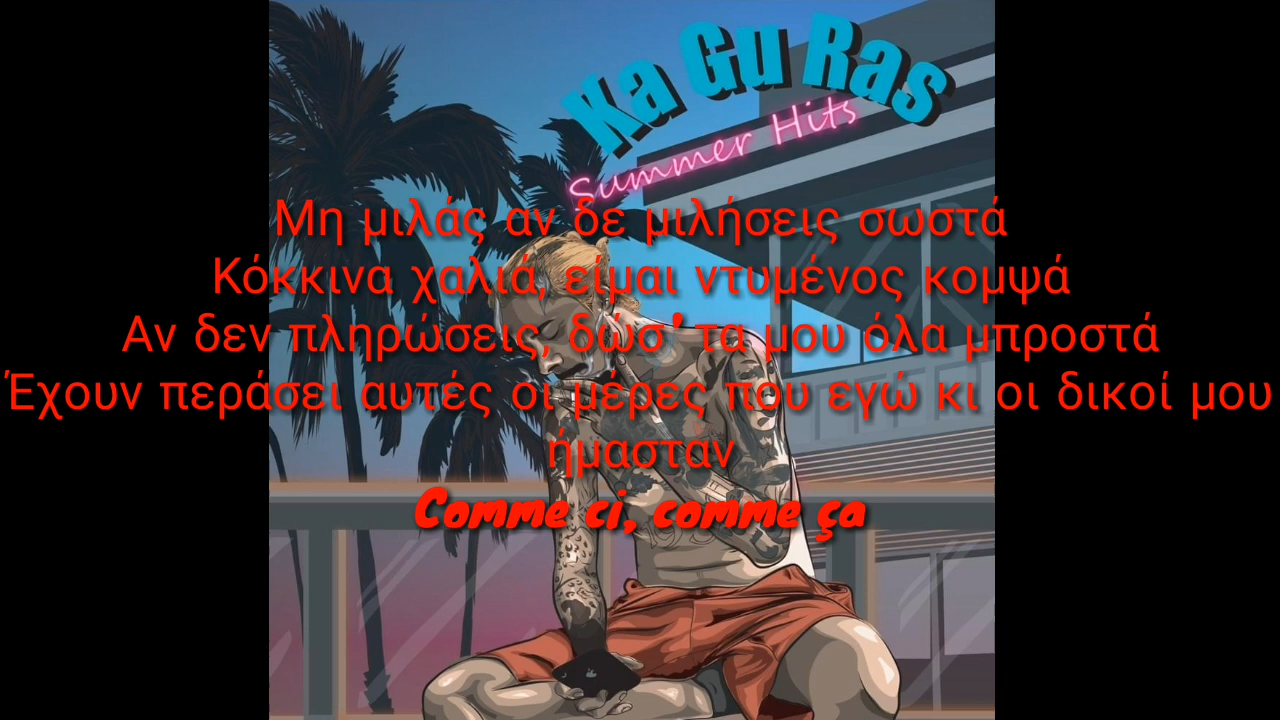 Ka Gu Ras
Summer Hits
Μη μιλάς αν δε μιλήσεις σωστά
Κόκκινα χαλιά, είμαι ντυμένος κομψά
Αν δεν πληρώσεις, δώσ' τα μου όλα μπροστά
Έχουν περάσει αυτές οι μέρες που εγώ κι οι δικοί μου
ήμασταν
Comme ci, comme ça